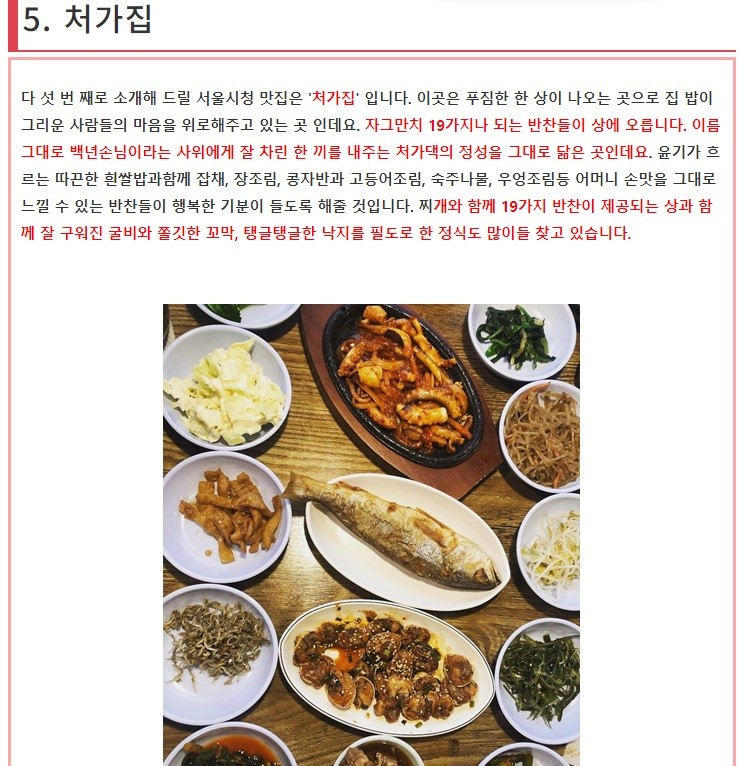 5. 처가집
다 섯 번 째로 소개해 드릴 서울시청 맛집은 '처가집' 입니다. 이곳은 푸짐한 한 상이 나오는 곳으로 집 밥이
그리운 사람들의 마음을 위로해주고 있는 곳 인데요. 자그만치 19가지나 되는 반찬들이 상에 오릅니다. 이름
그대로 백년손님이라는 사위에게 잘 차린 한 끼를 내주는 처가댁의 정성을 그대로 닮은 곳인데요. 윤기가 흐
르는 따끈한 흰쌀밥과함께 잡채, 장조림, 콩자반과 고등어조림, 숙주나물, 우엉조림등 어머니 손맛을 그대로
느낄 수 있는 반찬들이 행복한 기분이 들도록 해줄 것입니다. 찌개와 함께 19가지 반찬이 제공되는 상과 함
께 잘 구워진 굴비와 쫄깃한 꼬막, 탱글탱글한 낙지를 필도로 한 정식도 많이들 찾고 있습니다.